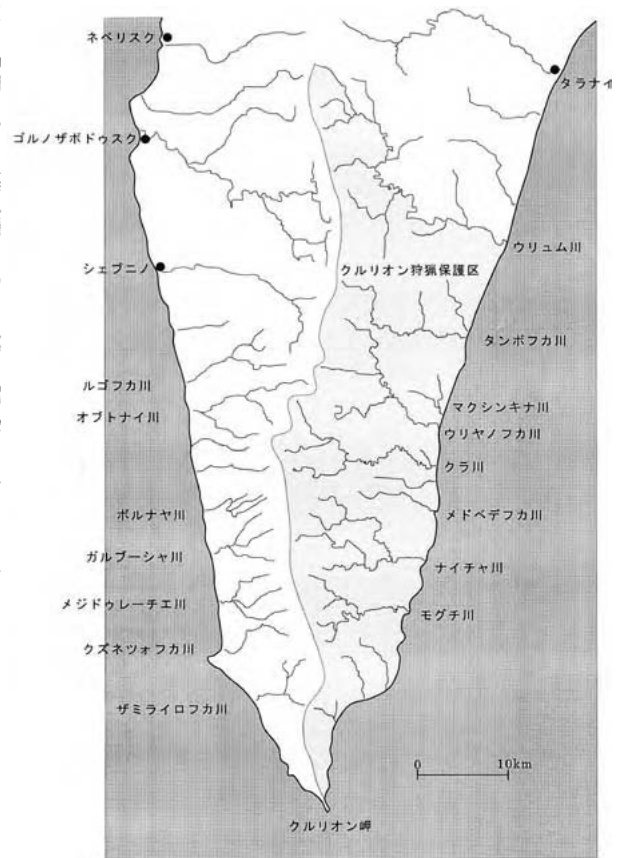 ネベリスク
タラナイ
ゴルノザボドゥスク
ウリュム川
シェブニノ
クルリオン狩猟保護区
タンボフカ川
ルゴフカ川
マクシンキナ川
オブトナイ川
ウリヤノフカ川
クラ川
ボルナヤ川
メドベデフカ川
ガルブーシャ川
ナイチャ川
メジドゥレーチエ川
モグチ川
クズネツォフカ川
ザミライロフカ川
0 10km
クルリオン岬